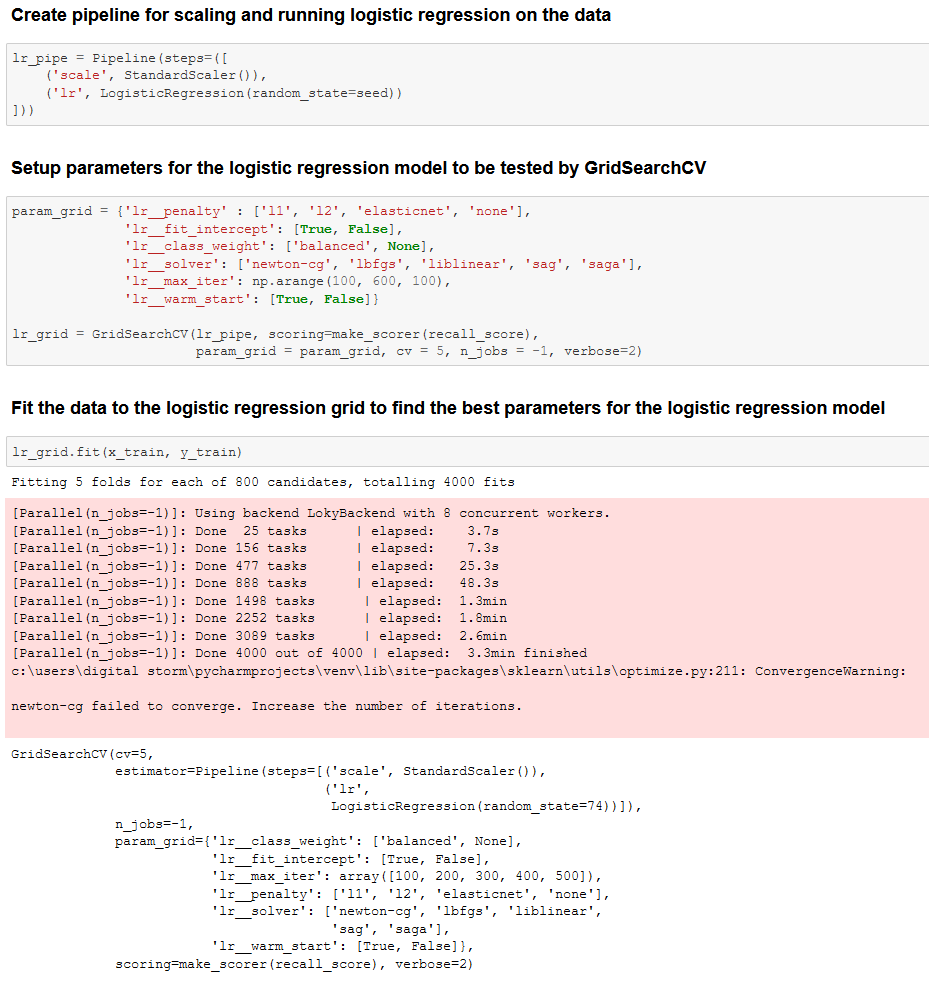 Create pipeline for scaling and running logistic regression on the data
lr_pipe = Pipeline(steps=([
    ('scale', StandardScaler()),
    ('lr', LogisticRegression(random_state=seed))
]))
Setup parameters for the logistic regression model to be tested by GridSearchCV
param_grid = {'lr__penalty' : ['l1', 'l2', 'elasticnet', 'none'],
              'lr__fit_intercept': [True, False],
              'lr__class_weight': ['balanced', None],
              'lr__solver': ['newton-cg', 'lbfgs', 'liblinear', 'sag', 'saga'],
              'lr__max_iter': np.arange(100, 600, 100),
              'lr__warm_start': [True, False]}
lr_grid = GridSearchCV(lr_pipe, scoring=make_scorer(recall_score),
                       param_grid = param_grid, cv = 5, n_jobs = -1, verbose=2)
Fit the data to the logistic regression grid to find the best parameters for the logistic regression model
lr_grid.fit(x_train, y_train)
Fitting 5 folds for each of 800 candidates, totalling 4000 fits
[Parallel(n_jobs=-1)]: Using backend LokyBackend with 8 concurrent workers.
[Parallel(n_jobs=-1)]: Done  25 tasks      | elapsed:    3.7s
[Parallel(n_jobs=-1)]: Done 156 tasks      | elapsed:    7.3s
[Parallel(n_jobs=-1)]: Done 477 tasks      | elapsed:   25.3s
[Parallel(n_jobs=-1)]: Done 888 tasks      | elapsed:   48.3s
[Parallel(n_jobs=-1)]: Done 1498 tasks      | elapsed:  1.3min
[Parallel(n_jobs=-1)]: Done 2252 tasks      | elapsed:  1.8min
[Parallel(n_jobs=-1)]: Done 3089 tasks      | elapsed:  2.6min
[Parallel(n_jobs=-1)]: Done 4000 out of 4000 | elapsed:  3.3min finished
c:\users\digital storm\pycharmprojects\venv\lib\site-packages\sklearn\utils\optimize.py:211: ConvergenceWarning:
newton-cg failed to converge. Increase the number of iterations.
GridSearchCV(cv=5,
             estimator=Pipeline(steps=[('scale', StandardScaler()),
                                       ('lr',
                                        LogisticRegression(random_state=74))]),
             n_jobs=-1,
             param_grid={'lr__class_weight': ['balanced', None],
                         'lr__fit_intercept': [True, False],
                         'lr__max_iter': array([100, 200, 300, 400, 500]),
                         'lr__penalty': ['l1', 'l2', 'elasticnet', 'none'],
                         'lr__solver': ['newton-cg', 'lbfgs', 'liblinear',
                                        'sag', 'saga'],
                         'lr__warm_start': [True, False]},
             scoring=make_scorer(recall_score), verbose=2)